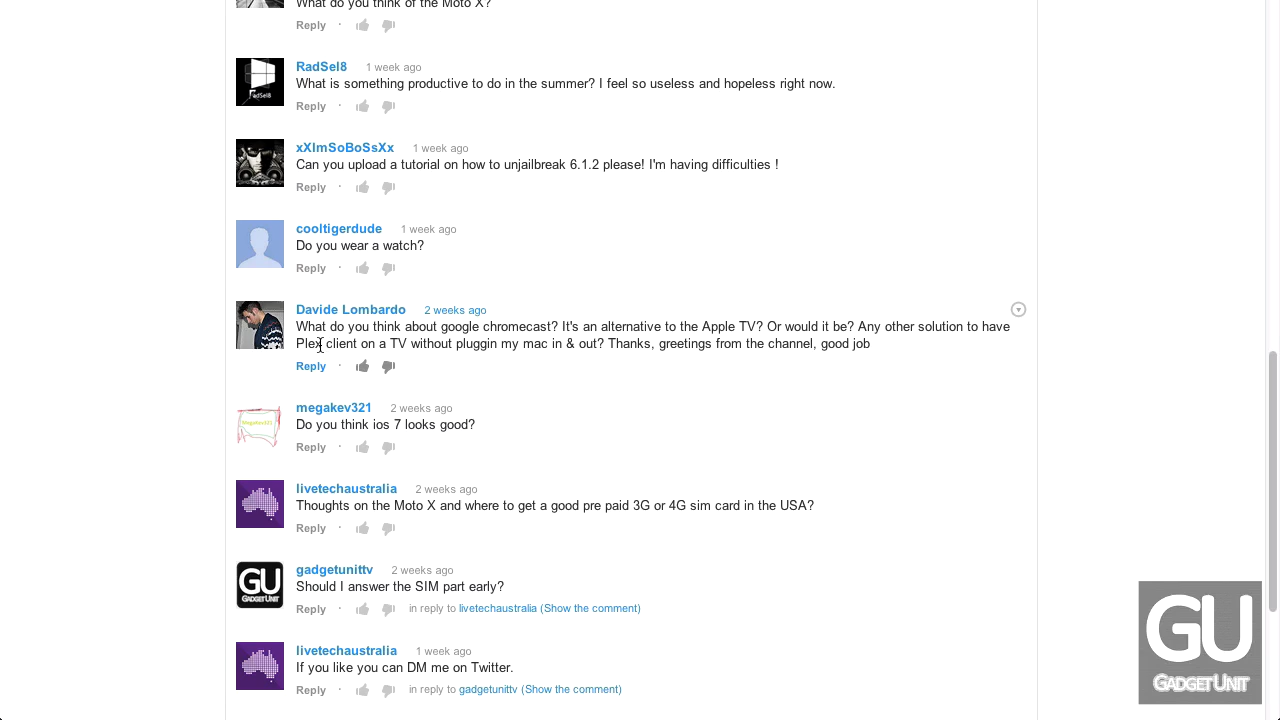 What do you think of the Moto X?
Reply ·
RadSel8 1 week ago
What is something productive to do in the summer? I feel so useless and hopeless right now.
RadSel8
Reply ·
xXImSoBoSsXx 1 week ago
Can you upload a tutorial on how to unjailbreak 6.1.2 please! I'm having difficulties !
Reply ·
cooltigerdude 1 week ago
Do you wear a watch?
Reply ·
Davide Lombardo 2 weeks ago
What do you think about google chromecast? It's an alternative to the Apple TV? Or would it be? Any other solution to have
Plex client on a TV without pluggin my mac in & out? Thanks, greetings from the channel, good job
Reply ·
megakev321 2 weeks ago
Do you think ios 7 looks good?
Megakev321
Reply ·
livetechaustralia 2 weeks ago
Thoughts on the Moto X and where to get a good pre paid 3G or 4G sim card in the USA?
Reply ·
gadgetunittv 2 weeks ago
Should I answer the SIM part early?
GU
GADGETUNIT
Reply · in reply to livetechaustralia (Show the comment)
livetechaustralia 1 week ago
If you like you can DM me on Twitter.
Reply · in reply to gadgetunittv (Show the comment)
GU
GADGETUNIT